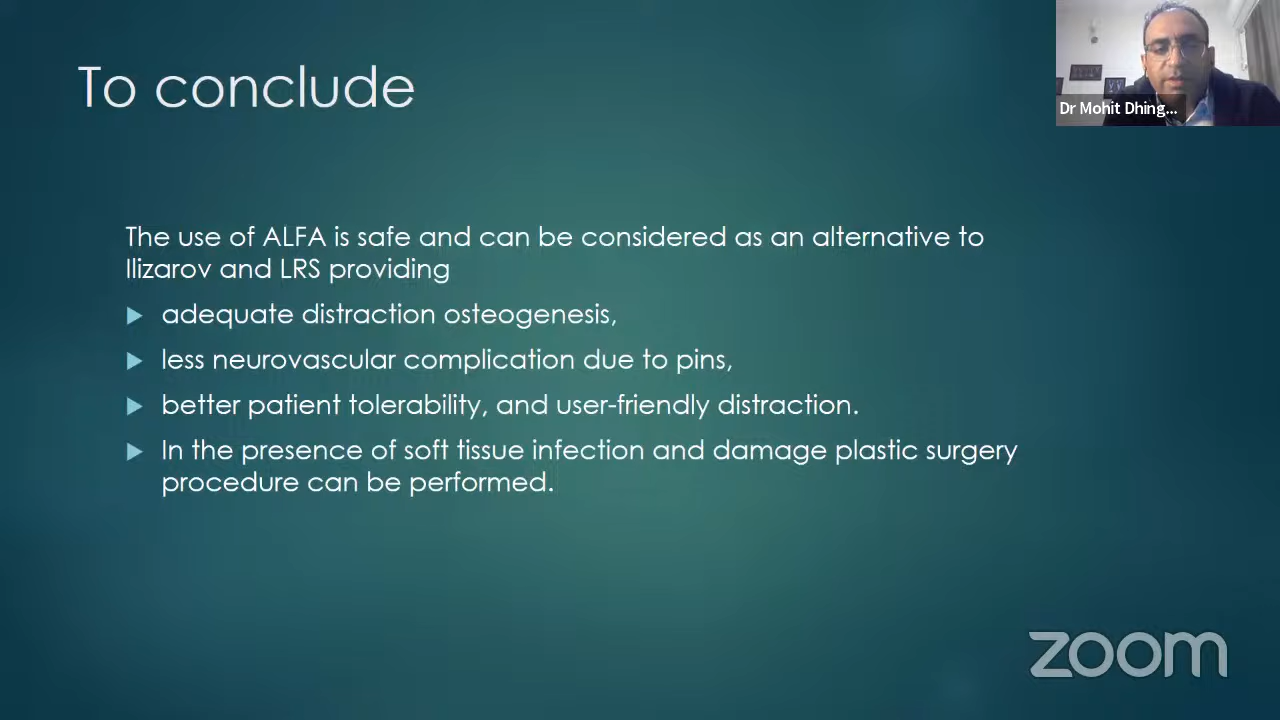 To conclude
Dr Mohit Dhing...
The use of ALFA is safe and can be considered as an alternative to
Ilizarov and LRS providing
adequate distraction osteogenesis,
less neurovascular complication due to pins,
better patient tolerability, and user-friendly distraction.
In the presence of soft tissue infection and damage plastic surgery
procedure can be performed.
zoom